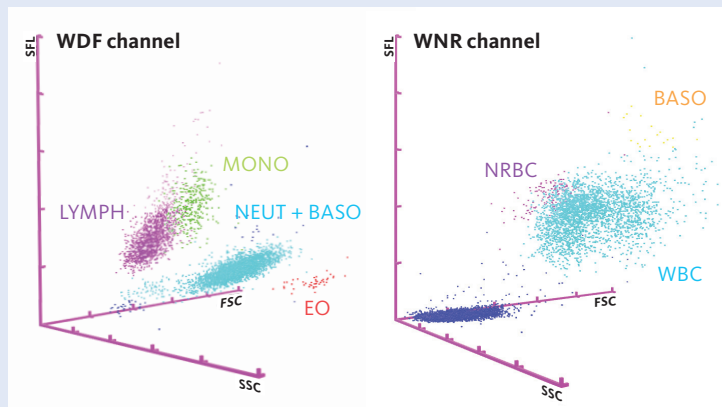 WDF channel
SFL
MONO
LYMPH
NEUT + BASO
FSC
EO
SSC
WNR channel
SFL
BASO
NRBC
WBC
FSC
SSC